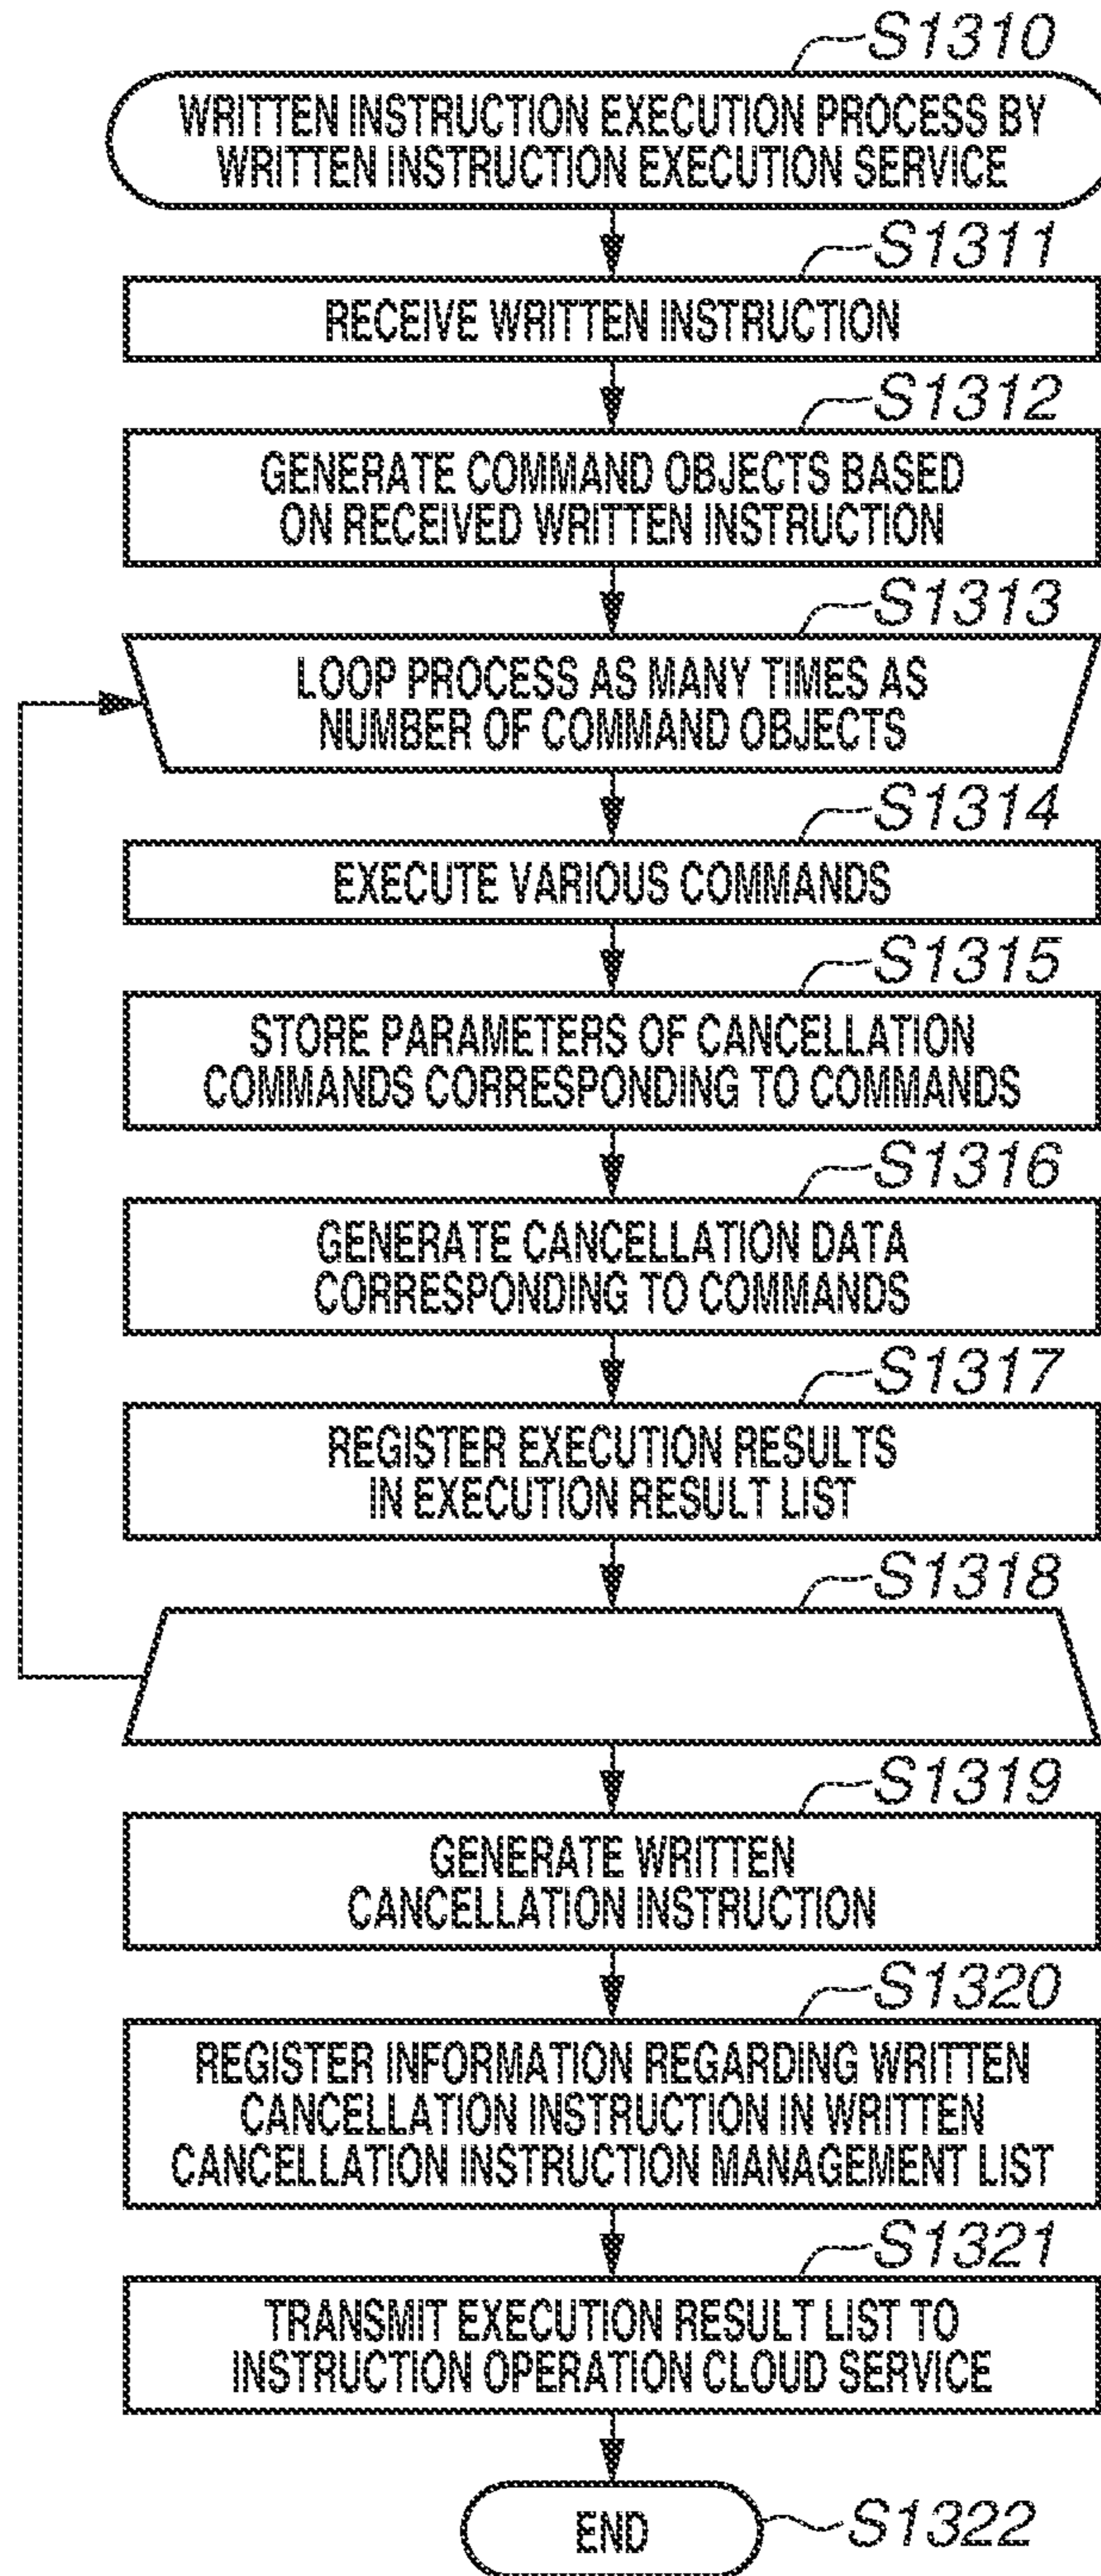 S1310
WRITTEN INSTRUCTION EXECUTION PROCESS BY
WRITTEN INSTRUCTION EXECUTION SERVICE
S1311
RECEIVE WRITTEN INSTRUCTION
S1312
GENERATE COMMAND OBJECTS BASED
ON RECEIVED WRITTEN INSTRUCTION
S1313
LOOP PROCESS AS MANY TIMES AS
NUMBER OF COMMAND OBJECTS
S1314
EXECUTE VARIOUS COMMANDS
S1315
STORE PARAMETERS OF CANCELLATION
COMMANDS CORRESPONDING TO COMMANDS
S1316
GENERATE CANCELLATION DATA
CORRESPONDING TO COMMANDS
S1317
REGISTER EXECUTION RESULTS
IN EXECUTION RESULT LIST
S1318
S1319
GENERATE WRITTEN
CANCELLATION INSTRUCTION
S1320
REGISTER INFORMATION REGARDING WRITTEN
CANCELLATION INSTRUCTION IN WRITTEN
CANCELLATION INSTRUCTION MANAGEMENT LIST
S1321
TRANSMIT EXECUTION RESULT LIST TO
INSTRUCTION OPERATION CLOUD SERVICE
END
S1322